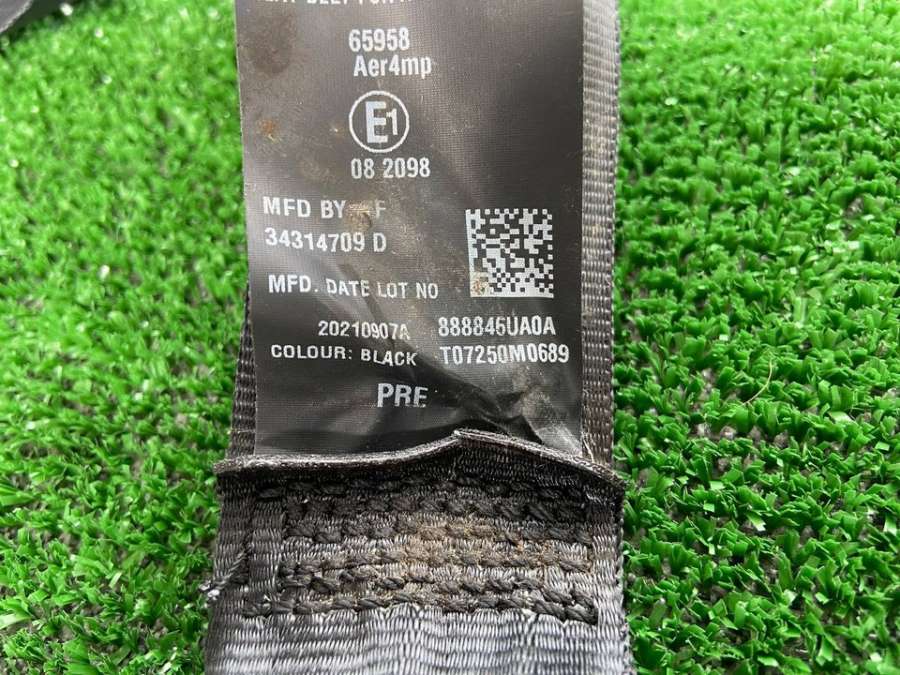 65958
Aer4mp
E1
08 2098
MFD BY F
34314709 D
MFD. DATE LOT NO
20210907A 888846UA0A
COLOUR: BLACK T07250M0689
PRE